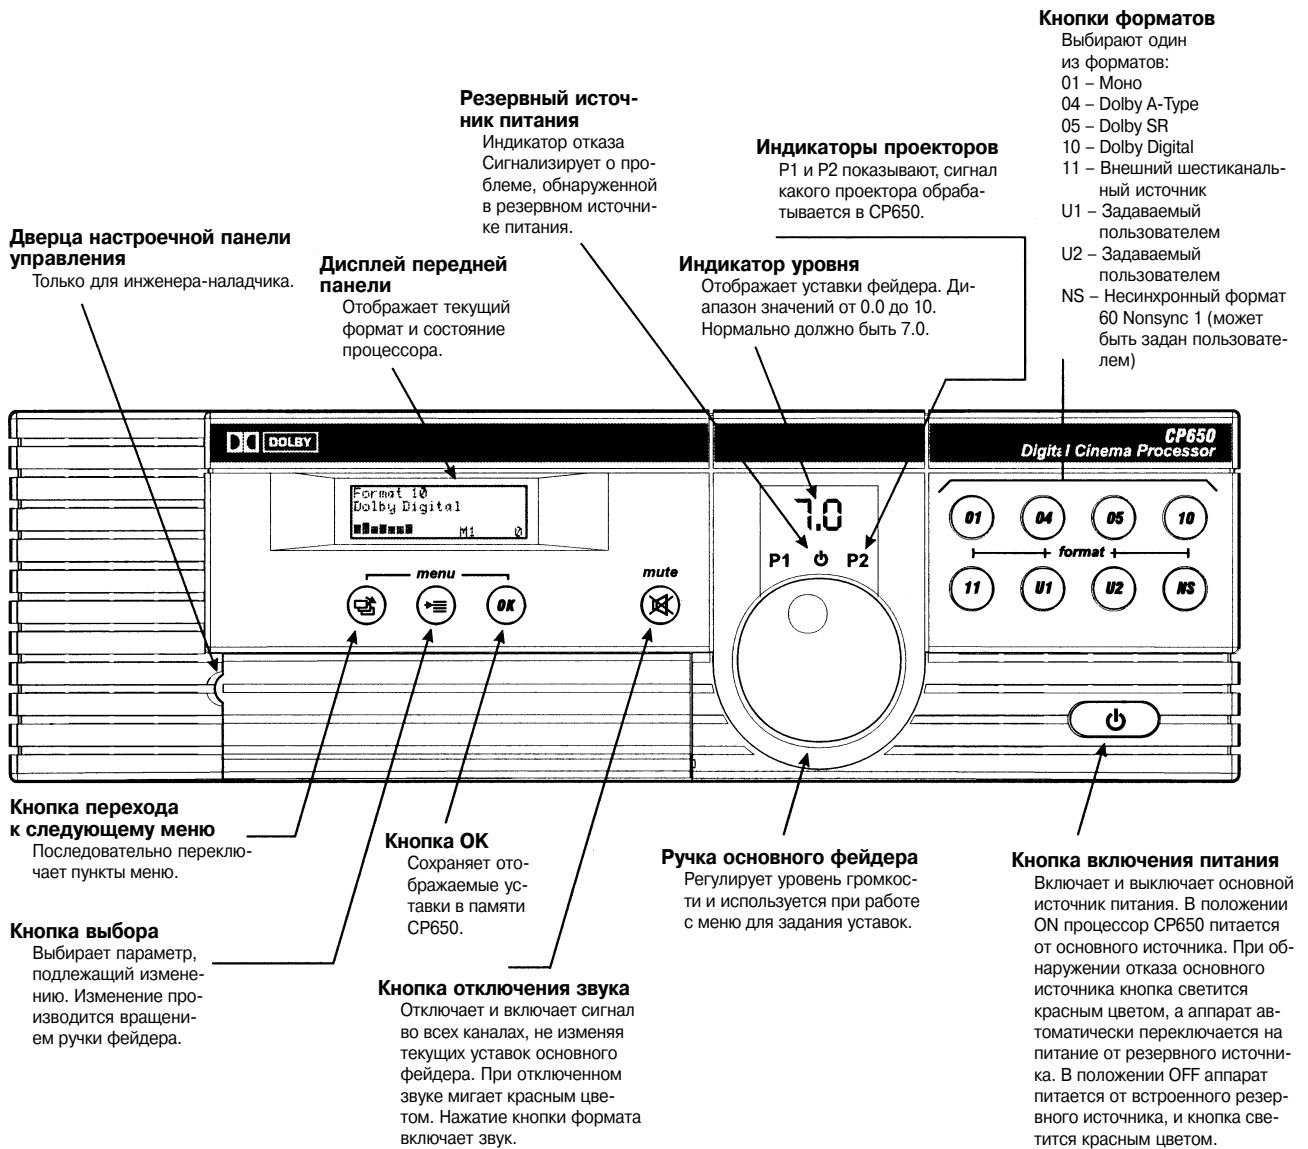 Кнопки форматов
Выбирают один
из форматов:
01 – Моно
04 – Dolby A-Type
05 – Dolby SR
10 – Dolby Digital
11 – Внешний шестиканаль-
ный источник
U1 – Задаваемый
пользователем
U2 – Задаваемый
пользователем
NS – Несинхронный формат
60 Nonsync 1 (может
быть задан пользовате-
лем)
Резервный источ-
ник питания
Индикатор отказа
Сигнализирует о про-
блеме, обнаруженной
в резервном источни-
ке питания.
Индикаторы проекторов
P1 и P2 показывают, сигнал
какого проектора обраба-
тывается в CP650.
Дверца настроечной панели
управления
Только для инженера-наладчика.
Дисплей передней
панели
Отображает текущий
формат и состояние
процессора.
Индикатор уровня
Отображает уставки фейдера. Ди-
апазон значений от 0.0 до 10.
Нормально должно быть 7.0.
DOLBY
CP650
Digital Cinema Processor
Format 10
Dolby Digital
M1 0
7.0
P1 P2
menu
OK
mute
01 04 05 10
format
11 U1 U2 NS
Кнопка перехода
к следующему меню
Последовательно переклю-
чает пункты меню.
Кнопка выбора
Выбирает параметр,
подлежащий измене-
нию. Изменение про-
изводится вращени-
ем ручки фейдера.
Кнопка OK
Сохраняет ото-
бражаемые ус-
тавки в памяти
CP650.
Кнопка отключения звука
Отключает и включает сигнал
во всех каналах, не изменяя
текущих уставок основного
фейдера. При отключенном
звуке мигает красным цве-
том. Нажатие кнопки формата
включает звук.
Ручка основного фейдера
Регулирует уровень громкос-
ти и используется при работе
с меню для задания уставок.
Кнопка включения питания
Включает и выключает основной
источник питания. В положении
ON процессор CP650 питается
от основного источника. При об-
наружении отказа основного
источника кнопка светится
красным цветом, а аппарат ав-
томатически переключается на
питание от резервного источни-
ка. В положении OFF аппарат
питается от встроенного резер-
вного источника, и кнопка све-
тится красным цветом.